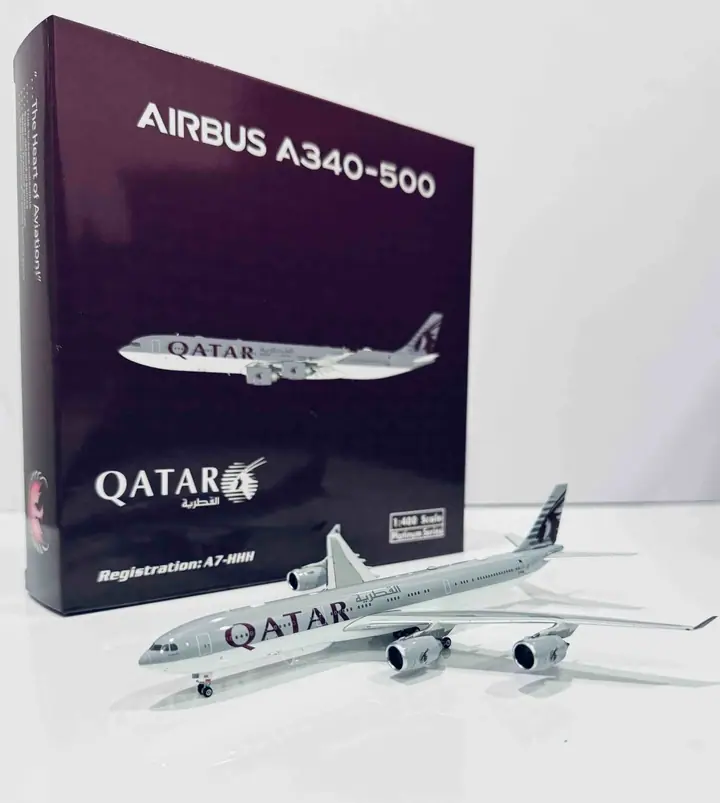 AIRBUS A340-500
"The Heart of Aviation!"
QATAR
QATAR
القطرية
1:400 Scale
Platinum Series
Registration: A7-HHH
QATAR
القطرية